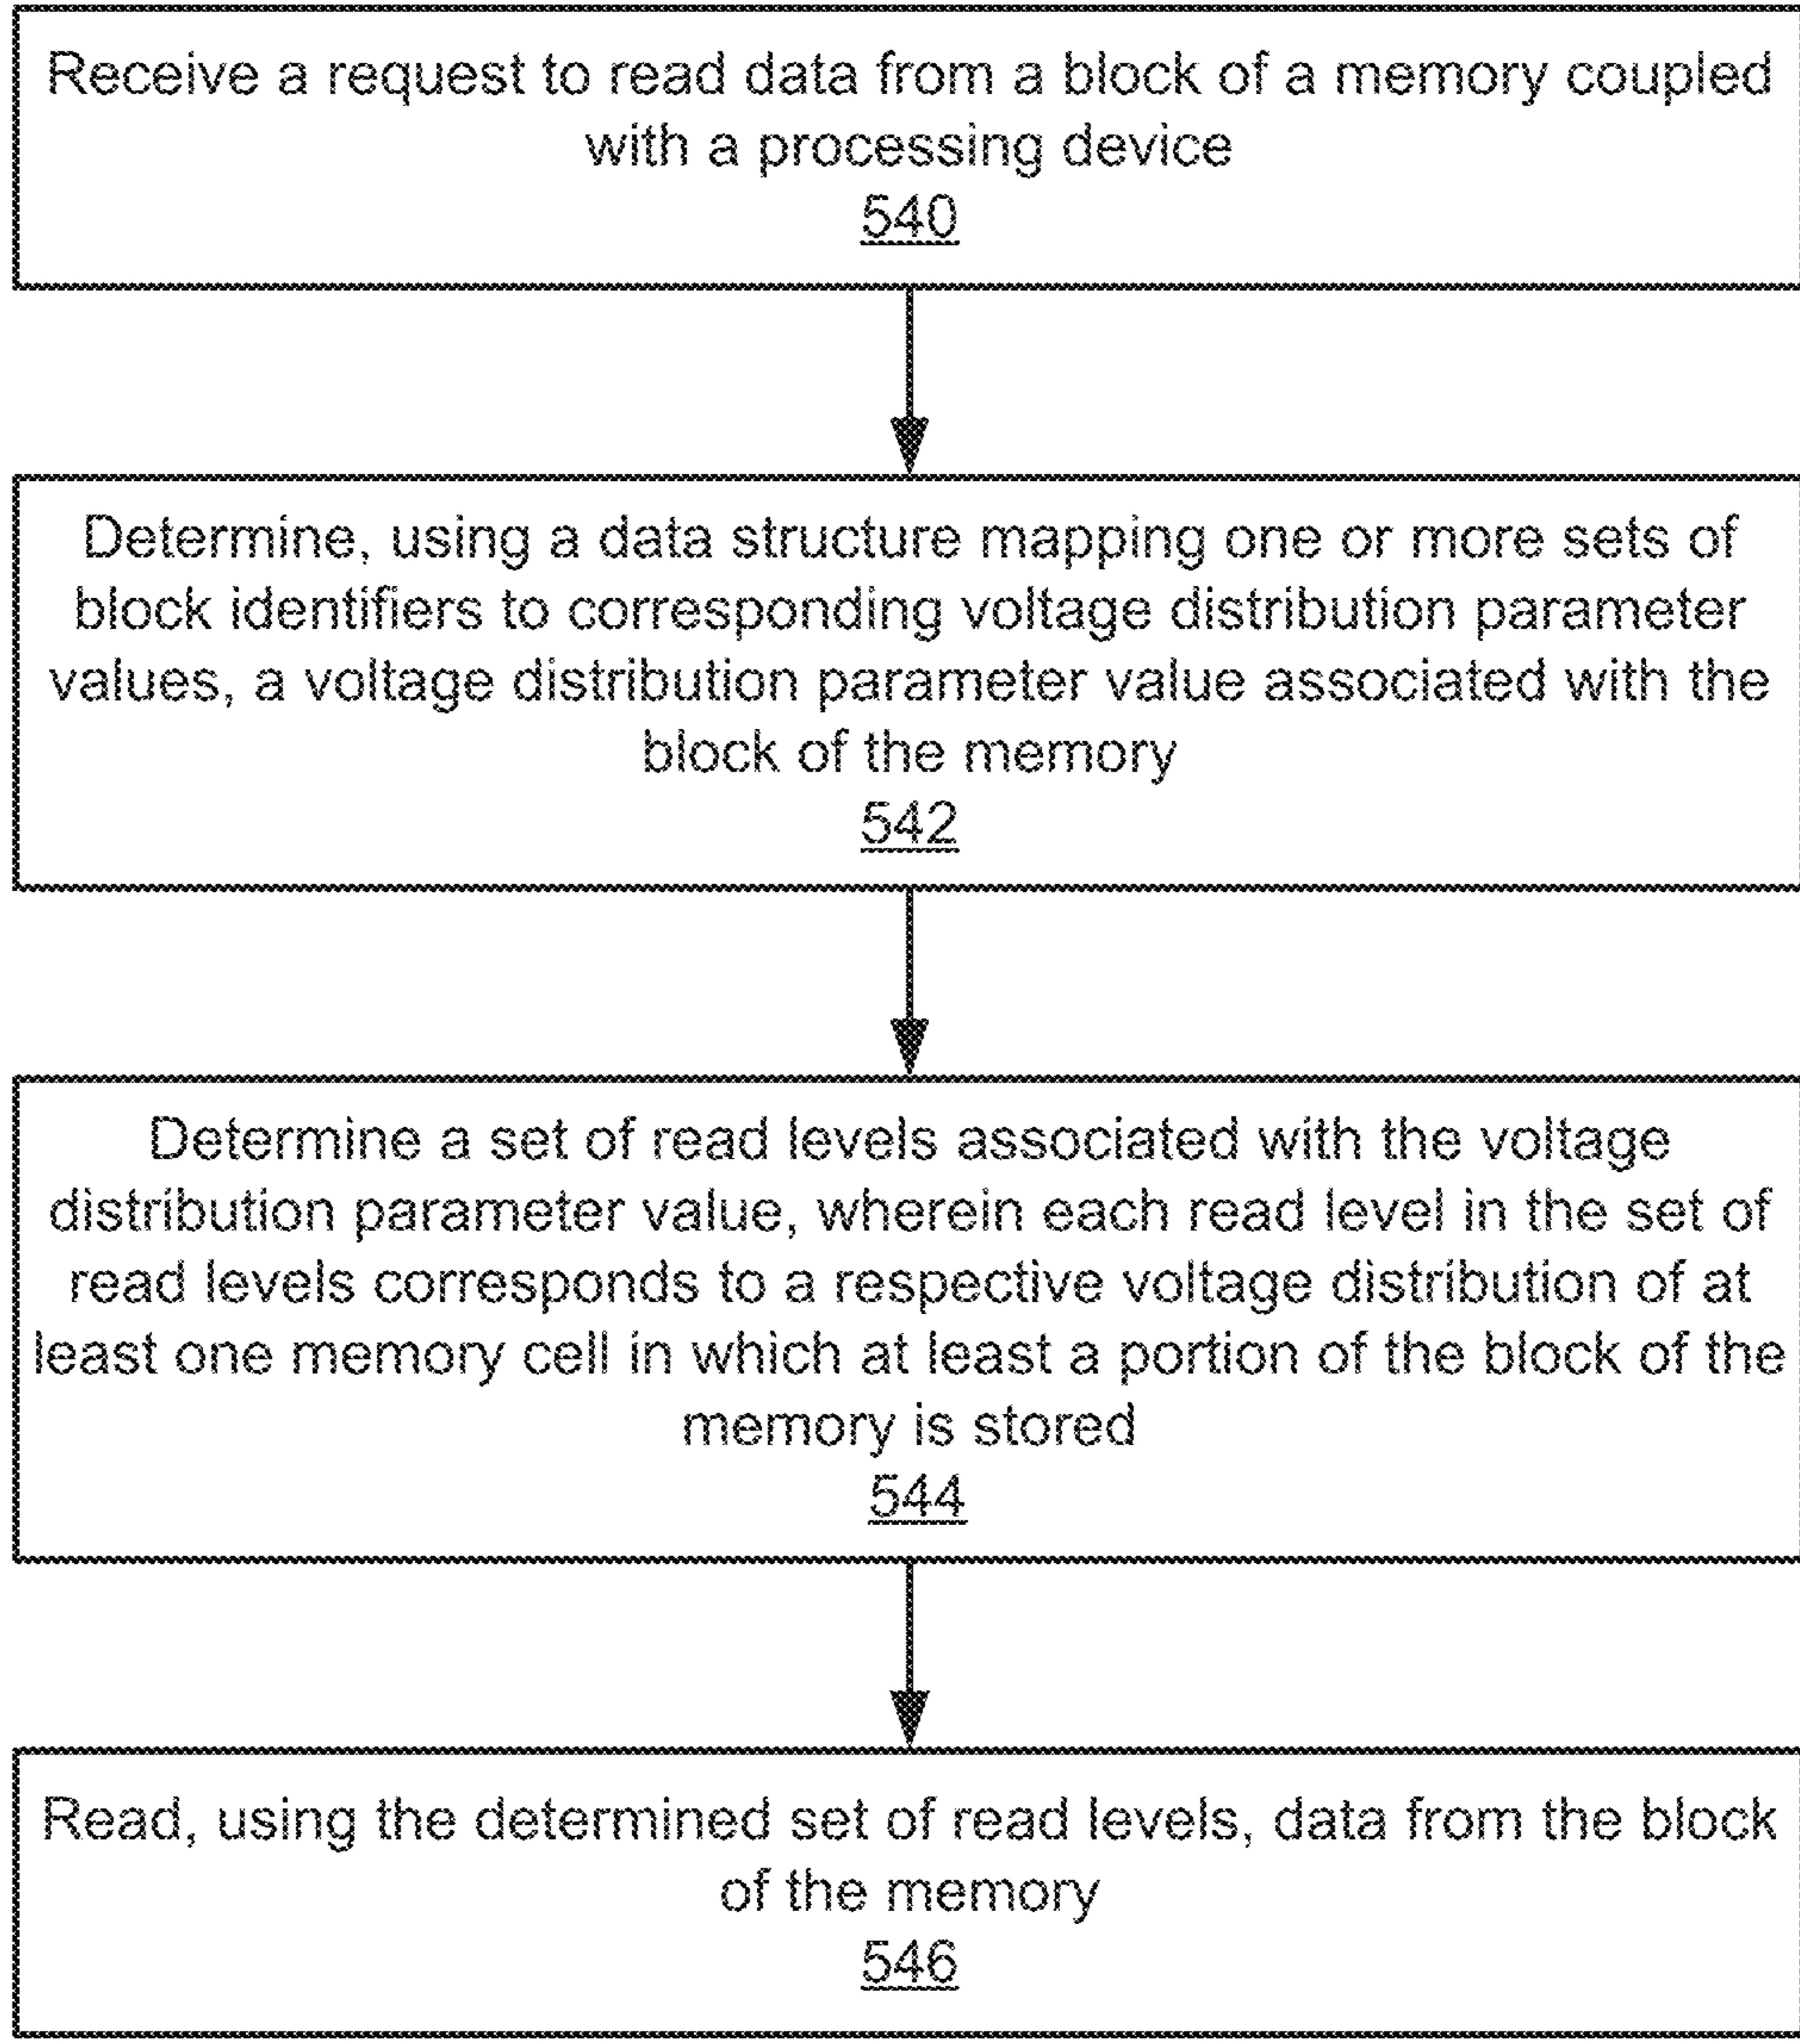 Receive a request to read data from a block of a memory coupled
with a processing device
540
Determine, using a data structure mapping one or more sets of
block identifiers to corresponding voltage distribution parameter
values, a voltage distribution parameter value associated with the
block of the memory
542
Determine a set of read levels associated with the voltage
distribution parameter value, wherein each read level in the set of
read levels corresponds to a respective voltage distribution of at
least one memory cell in which at least a portion of the block of the
memory is stored
544
Read, using the determined set of read levels, data from the block
of the memory
546